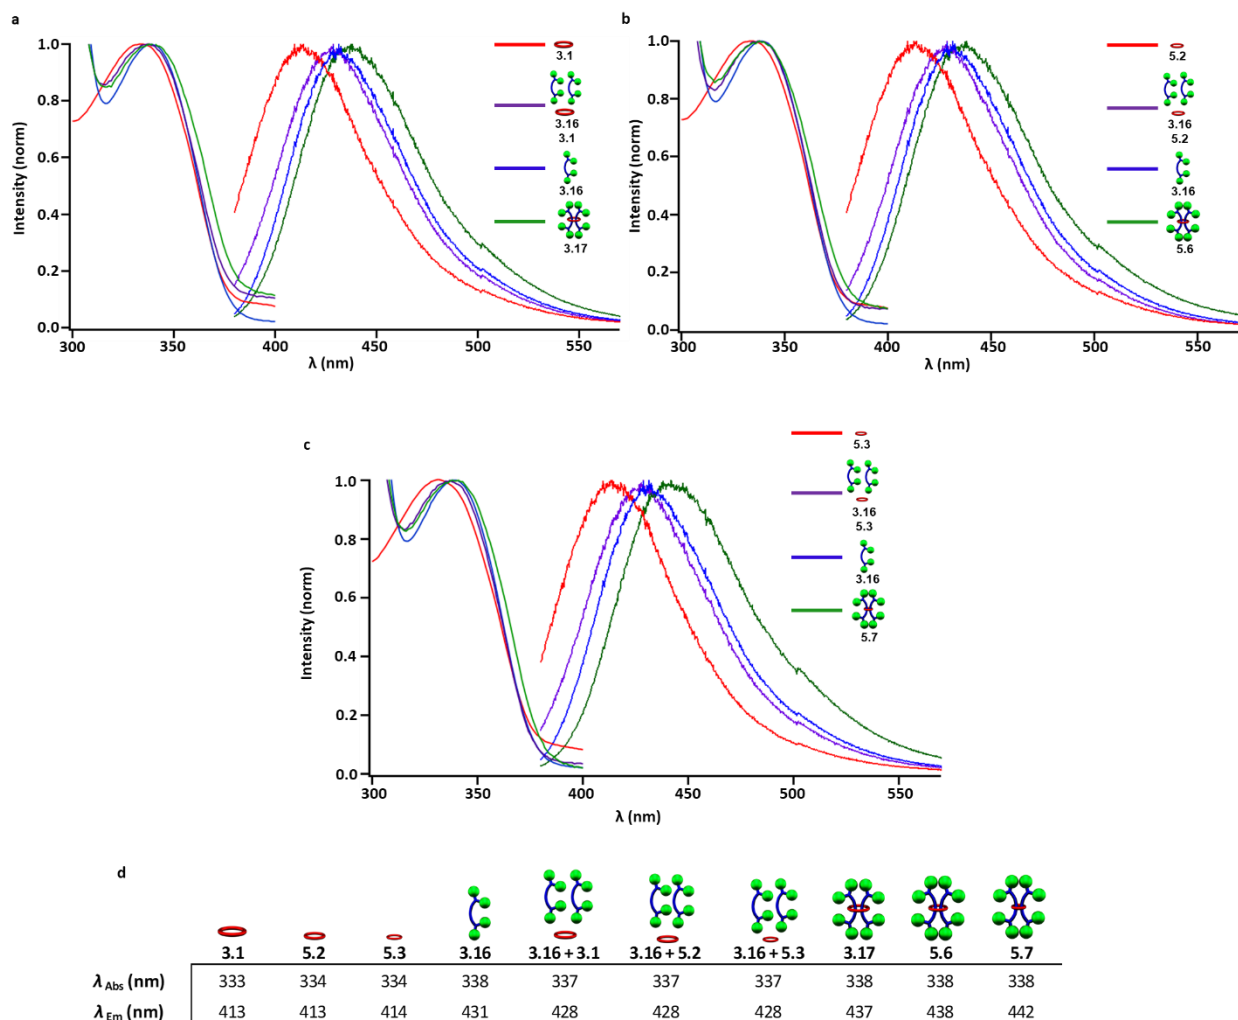 a
Intensity (norm)
1.0
0.8
0.6
0.4
0.2
0.0
300 350 400 450 500 550
λ (nm)
3.1
3.16
3.1
3.16
3.17
b
Intensity (norm)
1.0
0.8
0.6
0.4
0.2
0.0
300 350 400 450 500 550
λ (nm)
5.2
3.16
5.2
3.16
5.6
c
Intensity (norm)
1.0
0.8
0.6
0.4
0.2
0.0
300 350 400 450 500 550
λ (nm)
5.3
3.16
5.3
3.16
5.7
d
3.1 5.2 5.3 3.16 3.16 + 3.1 3.16 + 5.2 3.16 + 5.3 3.17 5.6 5.7
λ Abs (nm) 333 334 334 338 337 337 337 338 338 338
λ Em (nm) 413 413 414 431 428 428 428 437 438 442